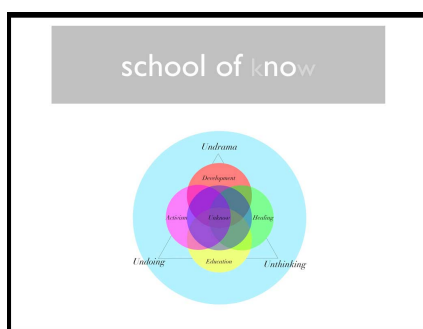 school of know
Undrama
Development
Activism Unknow Healing
Undoing Unthinking
Education